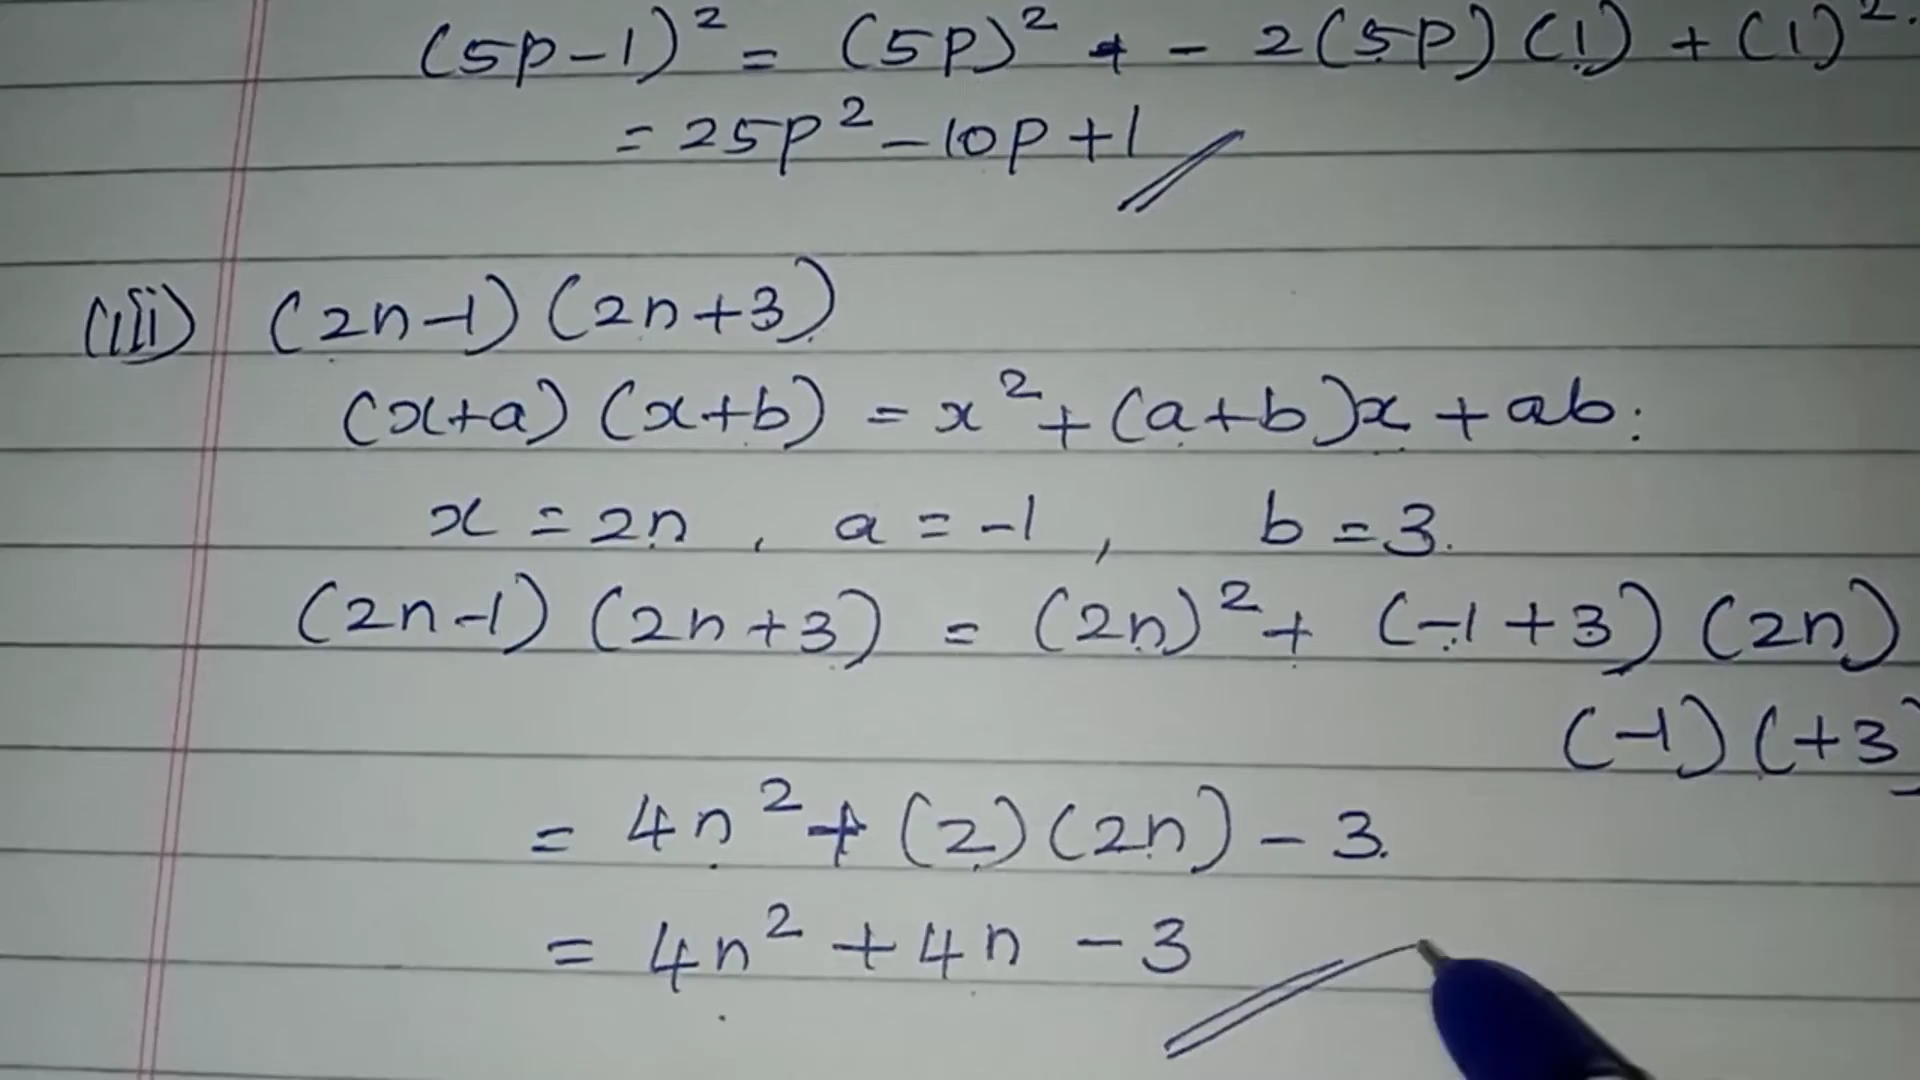 (5p-1)² = (5p)² + - 2(5p)(1) + (1)².
= 25p² - 10p + 1
(iii) (2n-1)(2n+3)
(x+a)(x+b) = x² + (a+b)x + ab.
x = 2n, a = -1, b = 3.
(2n-1)(2n+3) = (2n)² + (-1+3)(2n)
(-1)(+3)
= 4n² + (2)(2n) - 3.
= 4n² + 4n - 3